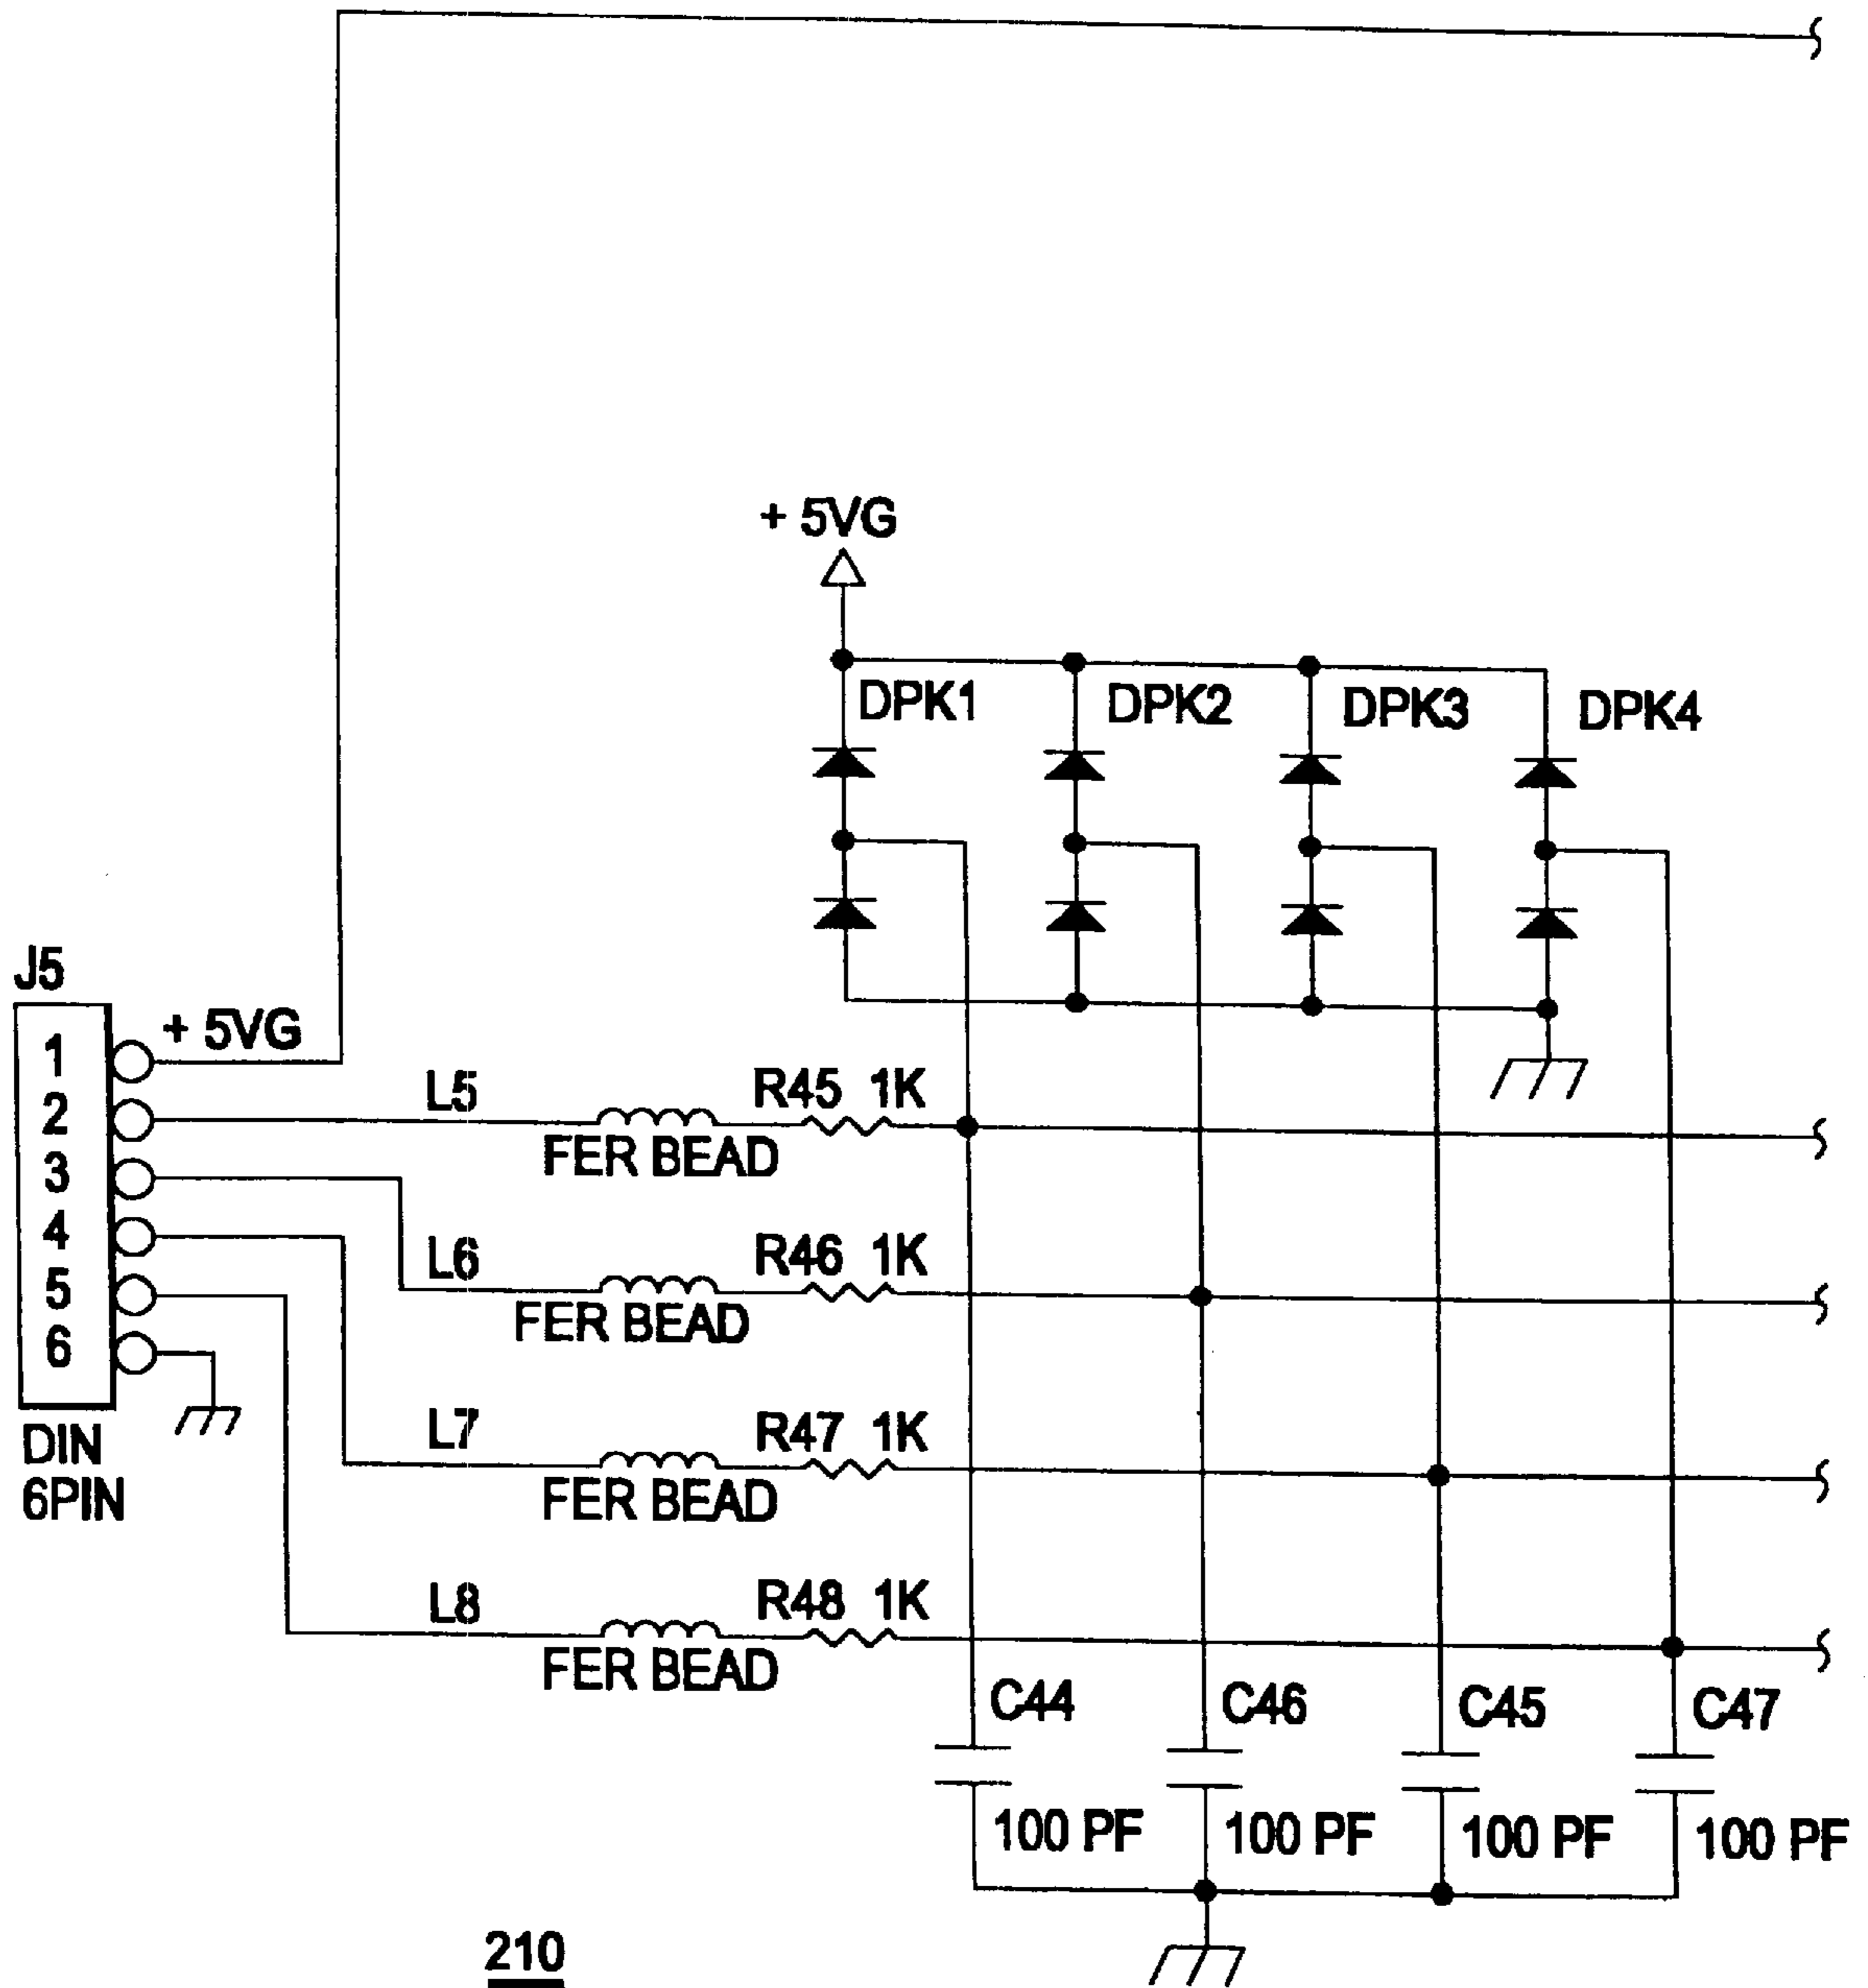 + 5VG
DPK1 DPK2 DPK3 DPK4
J5
1 + 5VG
2
3
4
5
6
DIN
6PIN
L5 R45 1K
FER BEAD
L6 R46 1K
FER BEAD
L7 R47 1K
FER BEAD
L8 R48 1K
FER BEAD
C44 C46 C45 C47
100 PF 100 PF 100 PF 100 PF
210